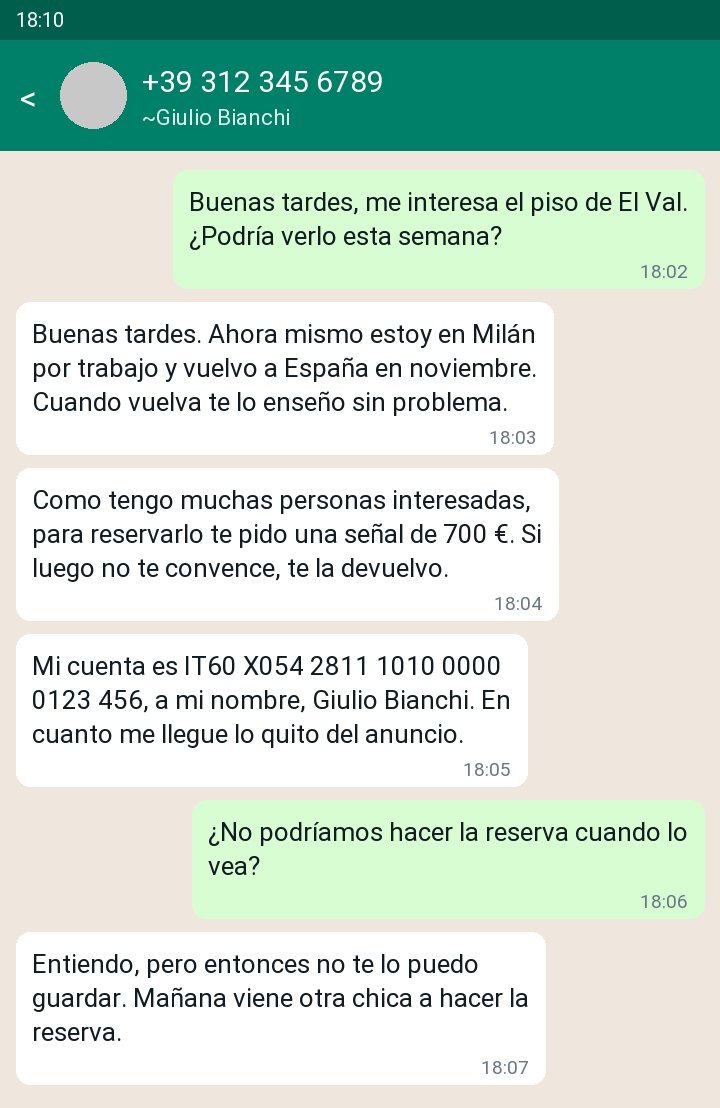 18:10
<
+39 312 345 6789
~Giulio Bianchi
Buenas tardes, me interesa el piso de El Val.
¿Podría verlo esta semana?
18:02
Buenas tardes. Ahora mismo estoy en Milán
por trabajo y vuelvo a España en noviembre.
Cuando vuelva te lo enseño sin problema.
18:03
Como tengo muchas personas interesadas,
para reservarlo te pido una señal de 700 €. Si
luego no te convence, te la devuelvo.
18:04
Mi cuenta es IT60 X054 2811 1010 0000
0123 456, a mi nombre, Giulio Bianchi. En
cuanto me llegue lo quito del anuncio.
18:05
¿No podríamos hacer la reserva cuando lo
vea?
18:06
Entiendo, pero entonces no te lo puedo
guardar. Mañana viene otra chica a hacer la
reserva.
18:07